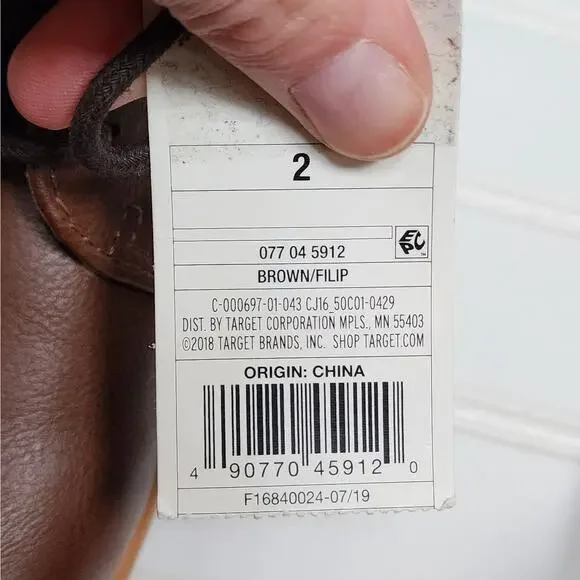 2
EPC
077 04 5912
BROWN/FILIP
C-000697-01-043 CJ16_50C01-0429
DIST. BY TARGET CORPORATION MPLS., MN 55403
©2018 TARGET BRANDS, INC. SHOP TARGET.COM
ORIGIN: CHINA
4 90770 45912 0
F16840024-07/19